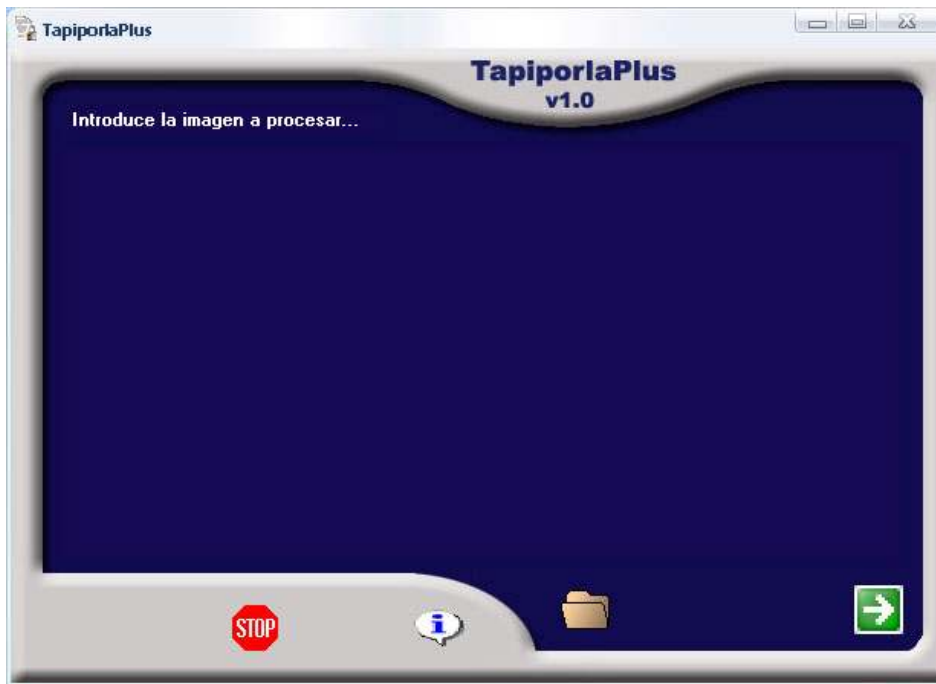 TapiporlaPlus
TapiporlaPlus
v1.0
Introduce la imagen a procesar...
STOP
i